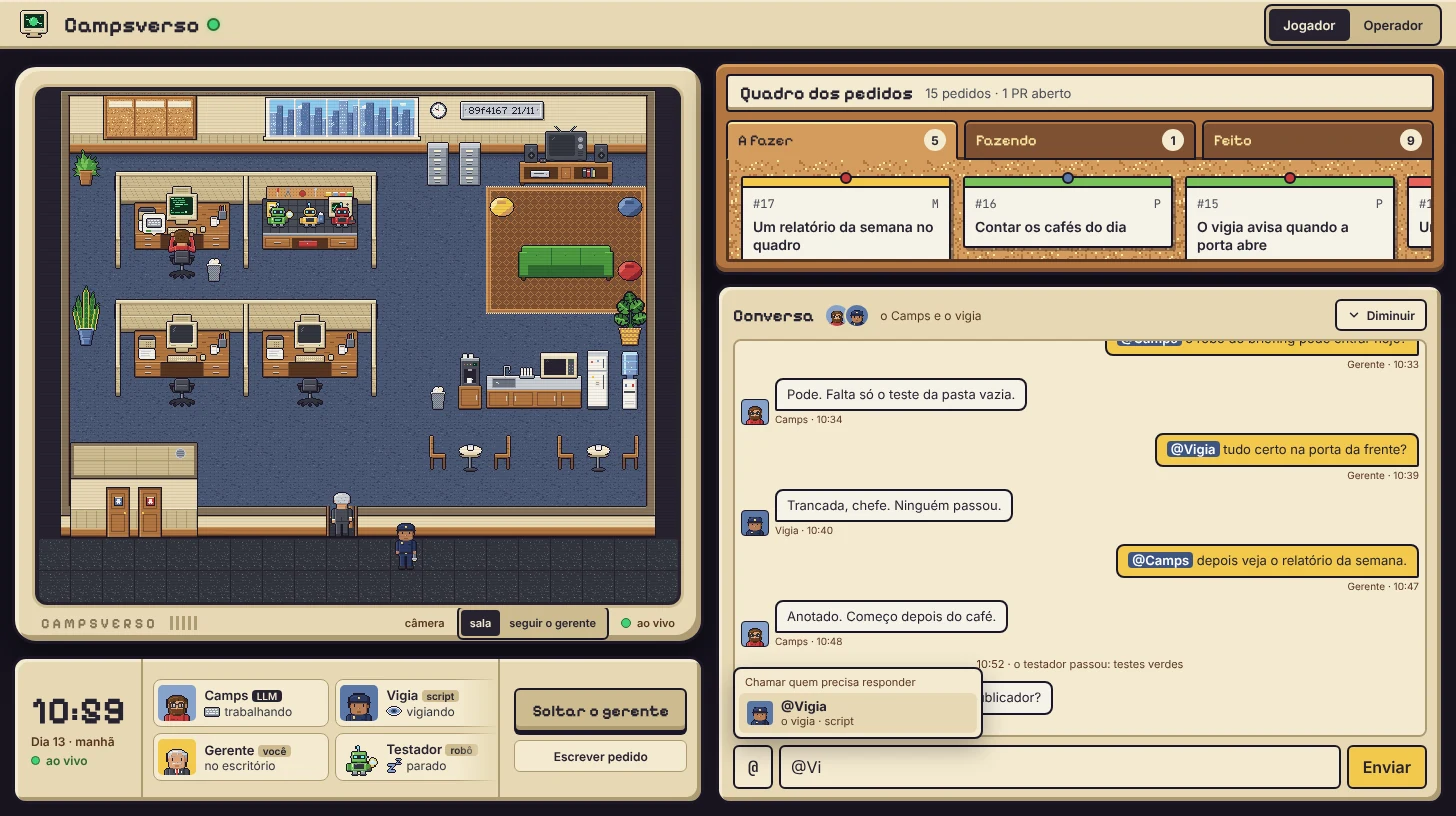 Campsverso
Jogador
Operador
89f4167 21/11
CAMPSVERSO
câmera
sala
seguir o gerente
ao vivo
10:59
Dia 13 · manhã
ao vivo
Camps LLM
trabalhando
Vigia script
vigiando
Gerente você
no escritório
Testador robô
parado
Soltar o gerente
Escrever pedido
Quadro dos pedidos
15 pedidos · 1 PR aberto
A fazer 5
Fazendo 1
Feito 9
#17 M
Um relatório da semana no
quadro
#16 P
Contar os cafés do dia
#15 P
O vigia avisa quando a
porta abre
Conversa
o Camps e o vigia
Diminuir
Gerente · 10:33
Pode. Falta só o teste da pasta vazia.
Camps · 10:34
@Vigia tudo certo na porta da frente?
Gerente · 10:39
Trancada, chefe. Ninguém passou.
Vigia · 10:40
@Camps depois veja o relatório da semana.
Gerente · 10:47
Anotado. Começo depois do café.
Camps · 10:48
10:52 · o testador passou: testes verdes
blicador?
Chamar quem precisa responder
@Vigia
o vigia · script
@
@Vi
Enviar